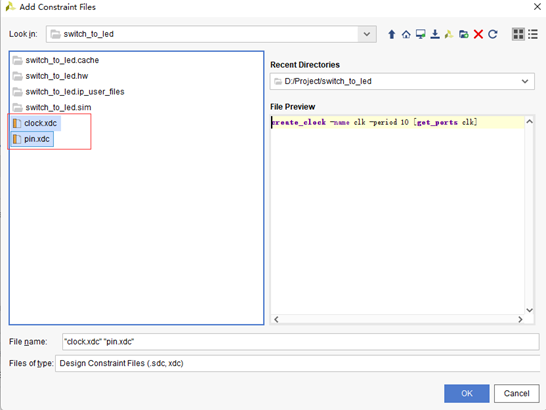 Add Constraint Files
Look in: switch_to_led
switch_to_led.cache
switch_to_led.hw
switch_to_led.ip_user_files
switch_to_led.sim
clock.xdc
pin.xdc
Recent Directories
D:/Project/switch_to_led
File Preview
create_clock -name clk -period 10 [get_ports clk]
File name: "clock.xdc" "pin.xdc"
Files of type: Design Constraint Files (.sdc, xdc)
OK Cancel